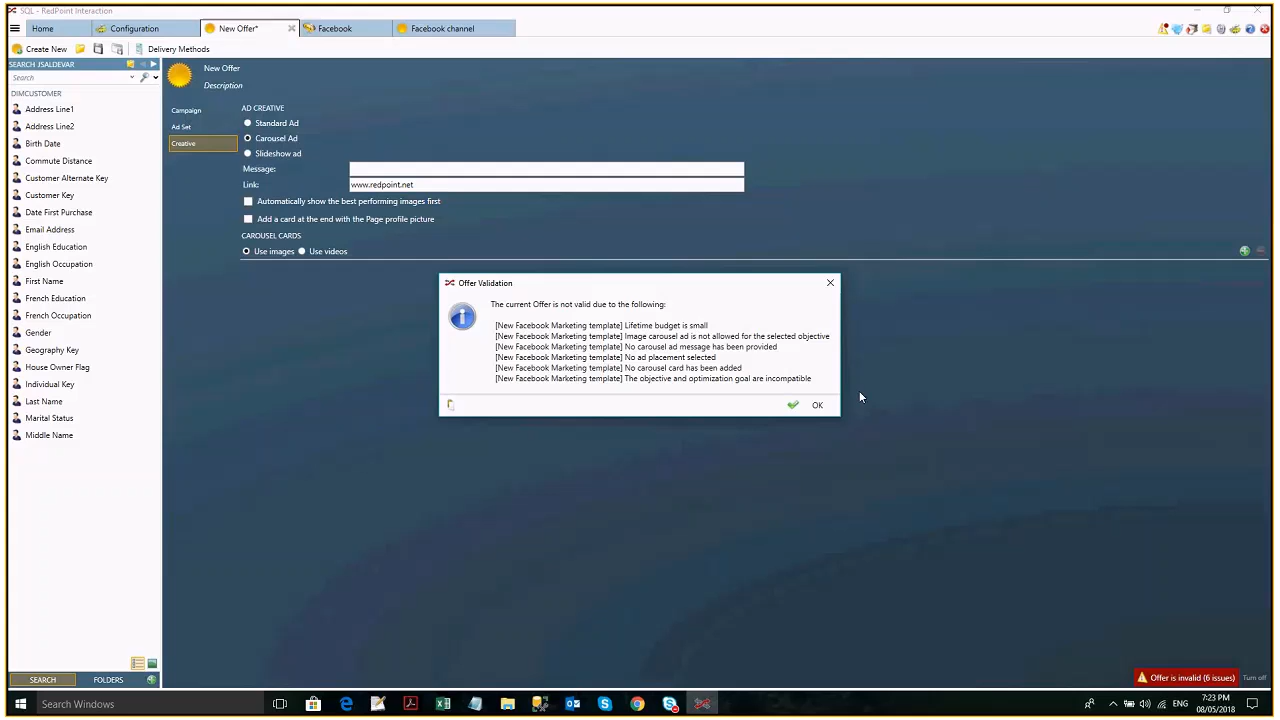 SQL - RedPoint Interaction
Home
Configuration
New Offer*
Facebook
Facebook channel
Create New
Delivery Methods
SEARCH JSALDEVAR
Search
DIMCUSTOMER
Address Line1
Address Line2
Birth Date
Commute Distance
Customer Alternate Key
Customer Key
Date First Purchase
Email Address
English Education
English Occupation
First Name
French Education
French Occupation
Gender
Geography Key
House Owner Flag
Individual Key
Last Name
Marital Status
Middle Name
SEARCH
FOLDERS
New Offer
Description
Campaign
Ad Set
Creative
AD CREATIVE
Standard Ad
Carousel Ad
Slideshow ad
Message:
Link: www.redpoint.net
Automatically show the best performing images first
Add a card at the end with the Page profile picture
CAROUSEL CARDS
Use images Use videos
Offer Validation
The current Offer is not valid due to the following:
[New Facebook Marketing template] Lifetime budget is small
[New Facebook Marketing template] Image carousel ad is not allowed for the selected objective
[New Facebook Marketing template] No carousel ad message has been provided
[New Facebook Marketing template] No ad placement selected
[New Facebook Marketing template] No carousel card has been added
[New Facebook Marketing template] The objective and optimization goal are incompatible
OK
Offer is invalid (6 issues)
Turn off
Search Windows
ENG
7:23 PM
08/05/2018